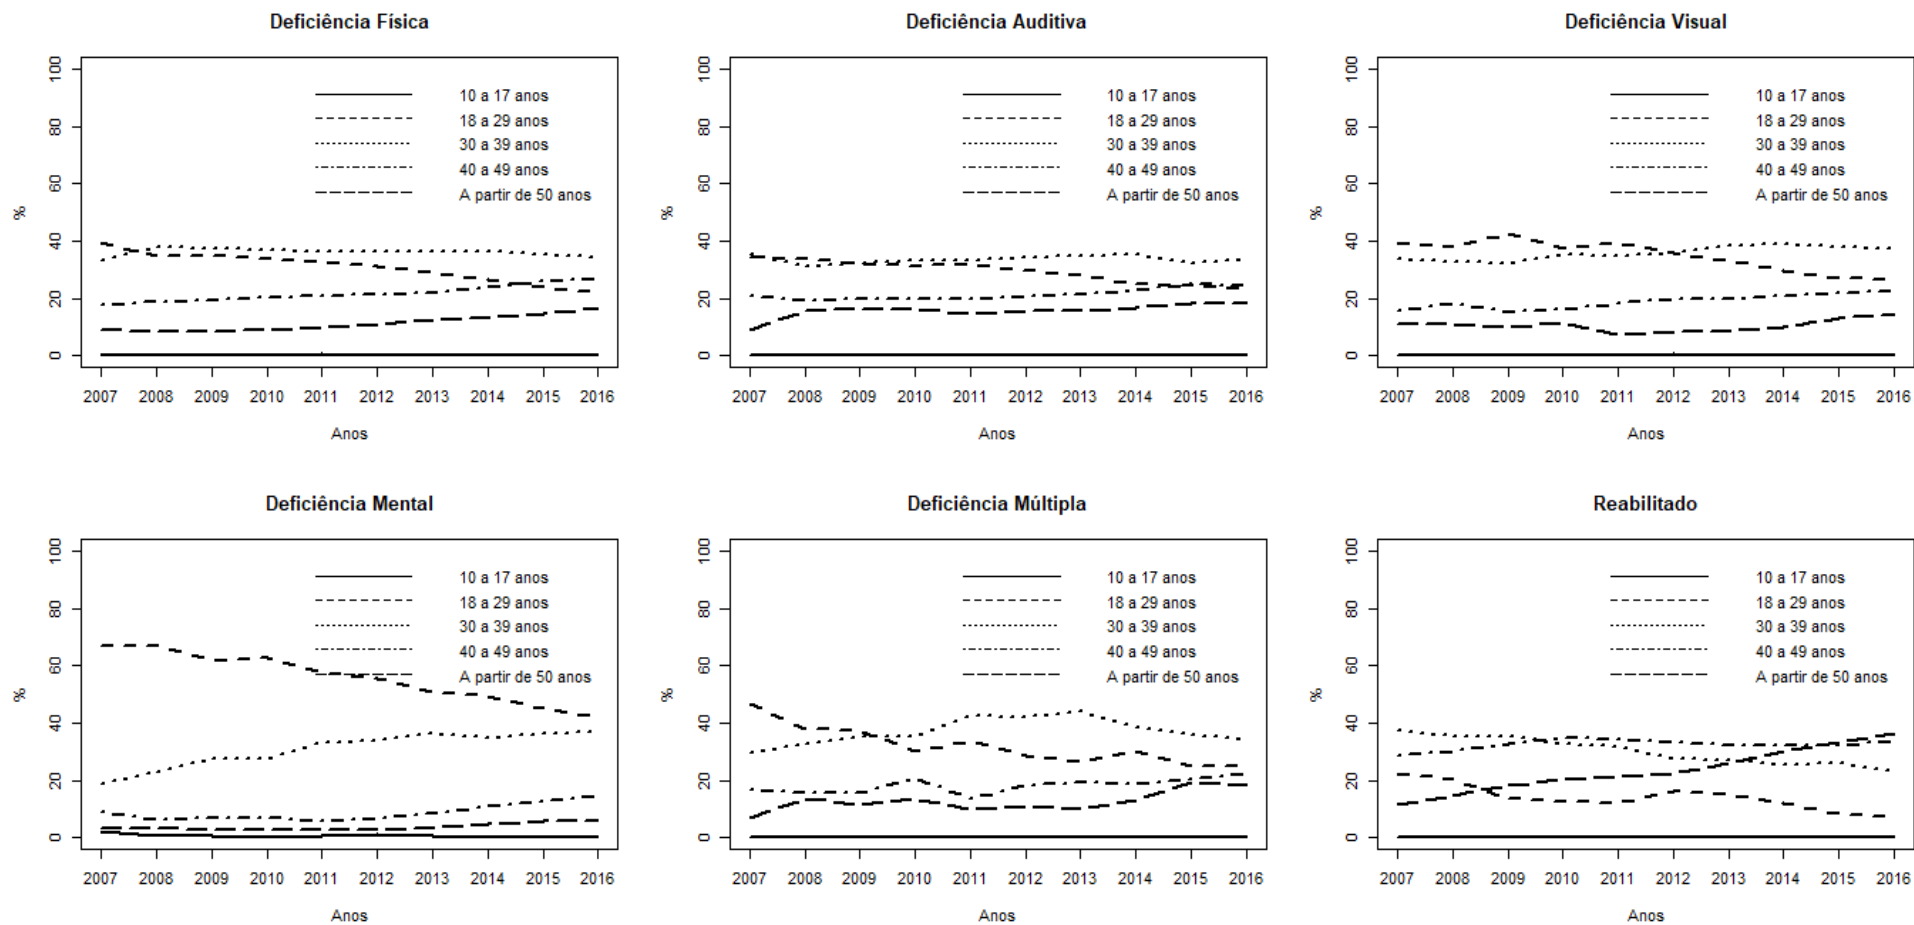 Deficiência Física
100
80
60
40
20
0
%
10 a 17 anos
18 a 29 anos
30 a 39 anos
40 a 49 anos
A partir de 50 anos
2007 2008 2009 2010 2011 2012 2013 2014 2015 2016
Anos
Deficiência Auditiva
100
80
60
40
20
0
%
10 a 17 anos
18 a 29 anos
30 a 39 anos
40 a 49 anos
A partir de 50 anos
2007 2008 2009 2010 2011 2012 2013 2014 2015 2016
Anos
Deficiência Visual
100
80
60
40
20
0
%
10 a 17 anos
18 a 29 anos
30 a 39 anos
40 a 49 anos
A partir de 50 anos
2007 2008 2009 2010 2011 2012 2013 2014 2015 2016
Anos
Deficiência Mental
100
80
60
40
20
0
%
10 a 17 anos
18 a 29 anos
30 a 39 anos
40 a 49 anos
A partir de 50 anos
2007 2008 2009 2010 2011 2012 2013 2014 2015 2016
Anos
Deficiência Múltipla
100
80
60
40
20
0
%
10 a 17 anos
18 a 29 anos
30 a 39 anos
40 a 49 anos
A partir de 50 anos
2007 2008 2009 2010 2011 2012 2013 2014 2015 2016
Anos
Reabilitado
100
80
60
40
20
0
%
10 a 17 anos
18 a 29 anos
30 a 39 anos
40 a 49 anos
A partir de 50 anos
2007 2008 2009 2010 2011 2012 2013 2014 2015 2016
Anos